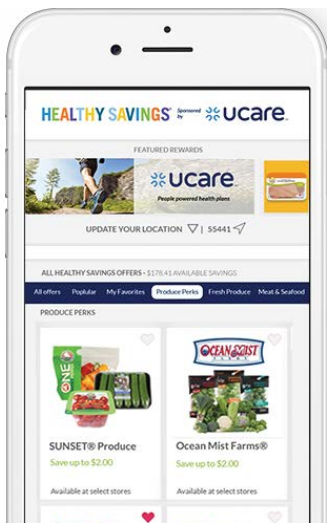 HEALTHY SAVINGS® Sponsored by ucare.
FEATURED REWARDS
ucare.
People powered health plans
UPDATE YOUR LOCATION | 55441
ALL HEALTHY SAVINGS OFFERS - $178.41 AVAILABLE SAVINGS
All offers Poplular My Favorites Produce Perks Fresh Produce Meat & Seafood
PRODUCE PERKS
ONE
OCEAN MIST
FARMS
SUNSET® Produce
Ocean Mist Farms®
Save up to $2.00
Save up to $2.00
Available at select stores
Available at select stores